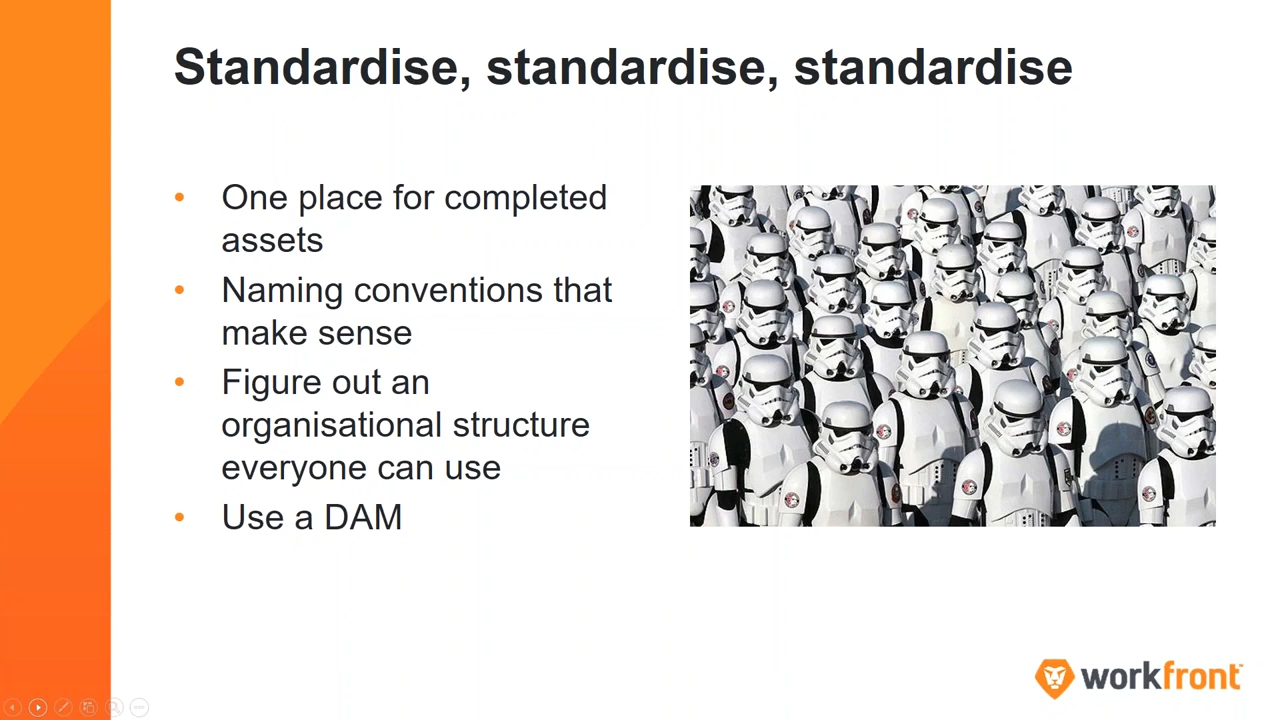 Standardise, standardise, standardise
• One place for completed
assets
• Naming conventions that
make sense
• Figure out an
organisational structure
everyone can use
• Use a DAM
workfront™